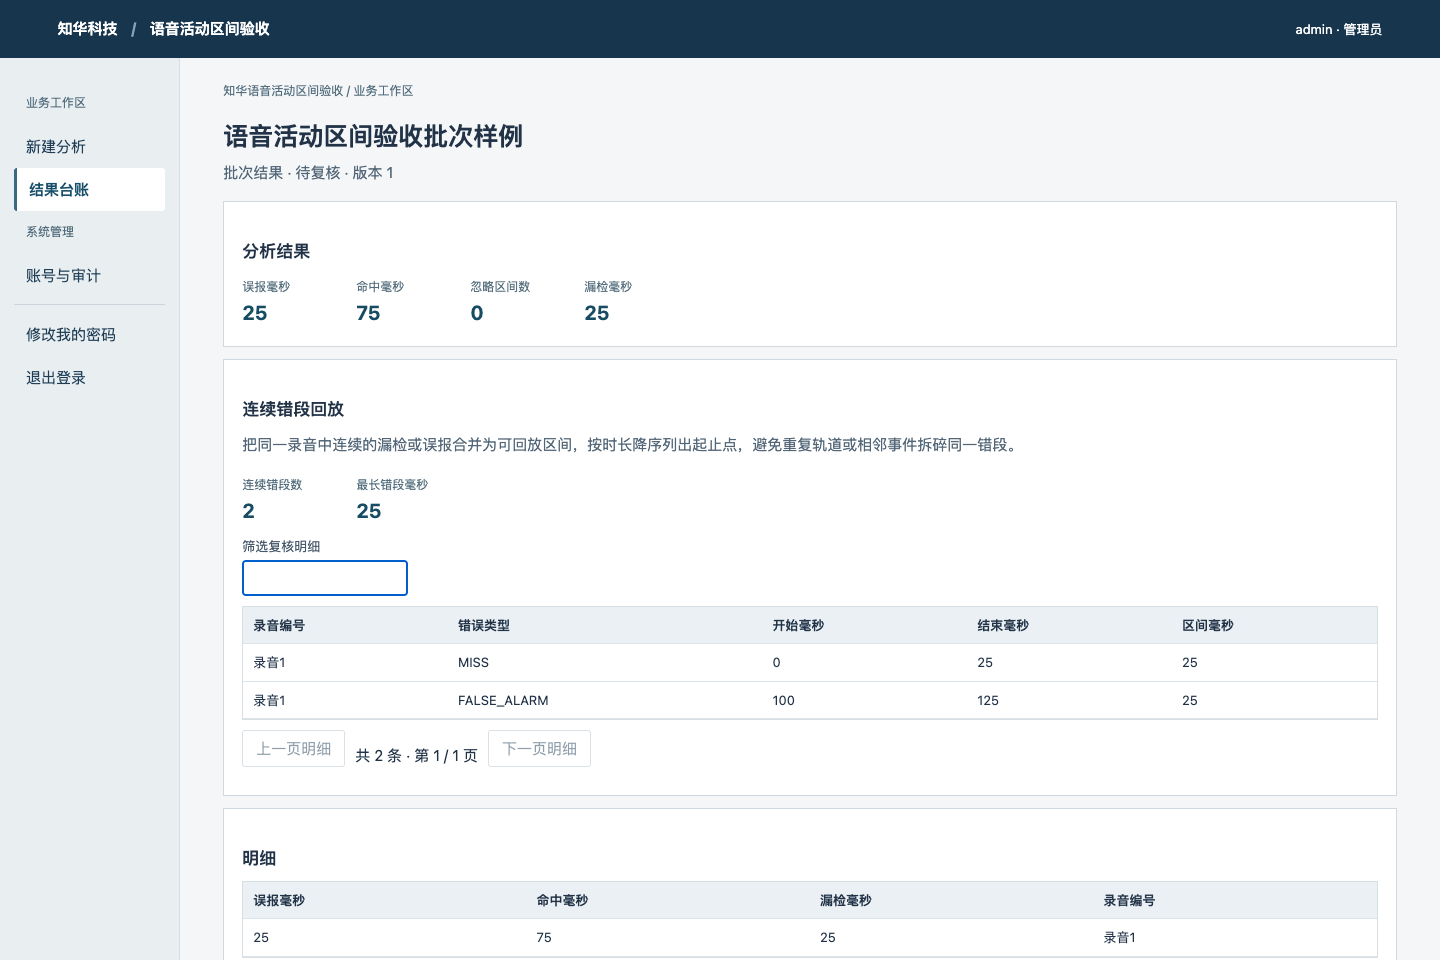 知华科技 / 语音活动区间验收
admin · 管理员
业务工作区
新建分析
结果台账
系统管理
账号与审计
修改我的密码
退出登录
知华语音活动区间验收 / 业务工作区
语音活动区间验收批次样例
批次结果 · 待复核 · 版本 1
分析结果
误报毫秒 命中毫秒 忽略区间数 漏检毫秒
25 75 0 25
连续错段回放
把同一录音中连续的漏检或误报合并为可回放区间，按时长降序列出起止点，避免重复轨道或相邻事件拆碎同一错段。
连续错段数 最长错段毫秒
2 25
筛选复核明细
录音编号 错误类型 开始毫秒 结束毫秒 区间毫秒
录音1 MISS 0 25 25
录音1 FALSE_ALARM 100 125 25
上一页明细 共 2 条 · 第 1 / 1 页 下一页明细
明细
误报毫秒 命中毫秒 漏检毫秒 录音编号
25 75 25 录音1